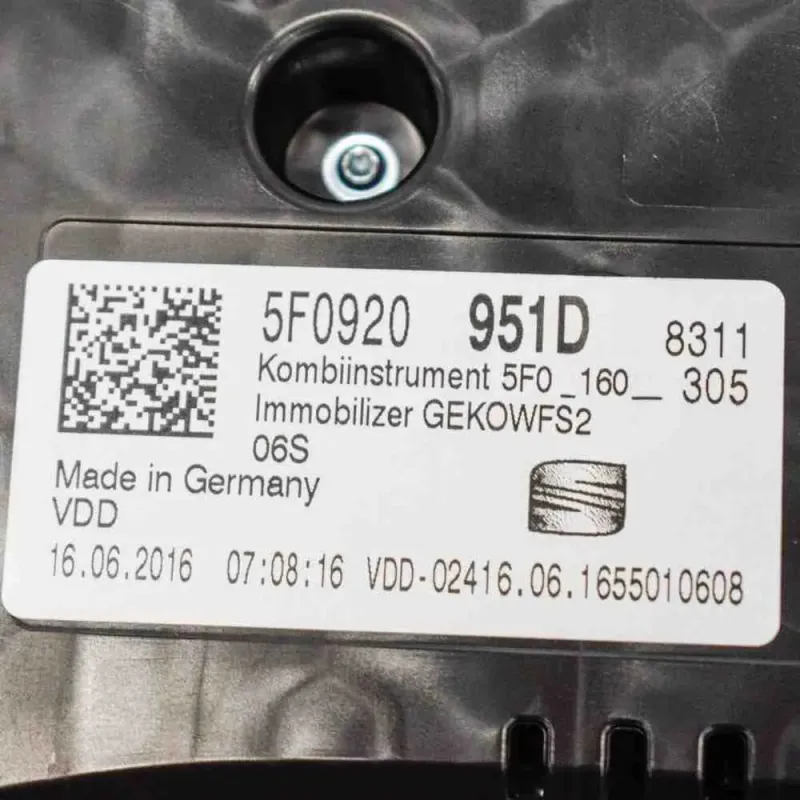 5F0920 951D 8311
Kombiinstrument 5F0_160__ 305
Immobilizer GEKOWFS2
06S
Made in Germany
VDD
16.06.2016 07:08:16 VDD-02416.06.1655010608